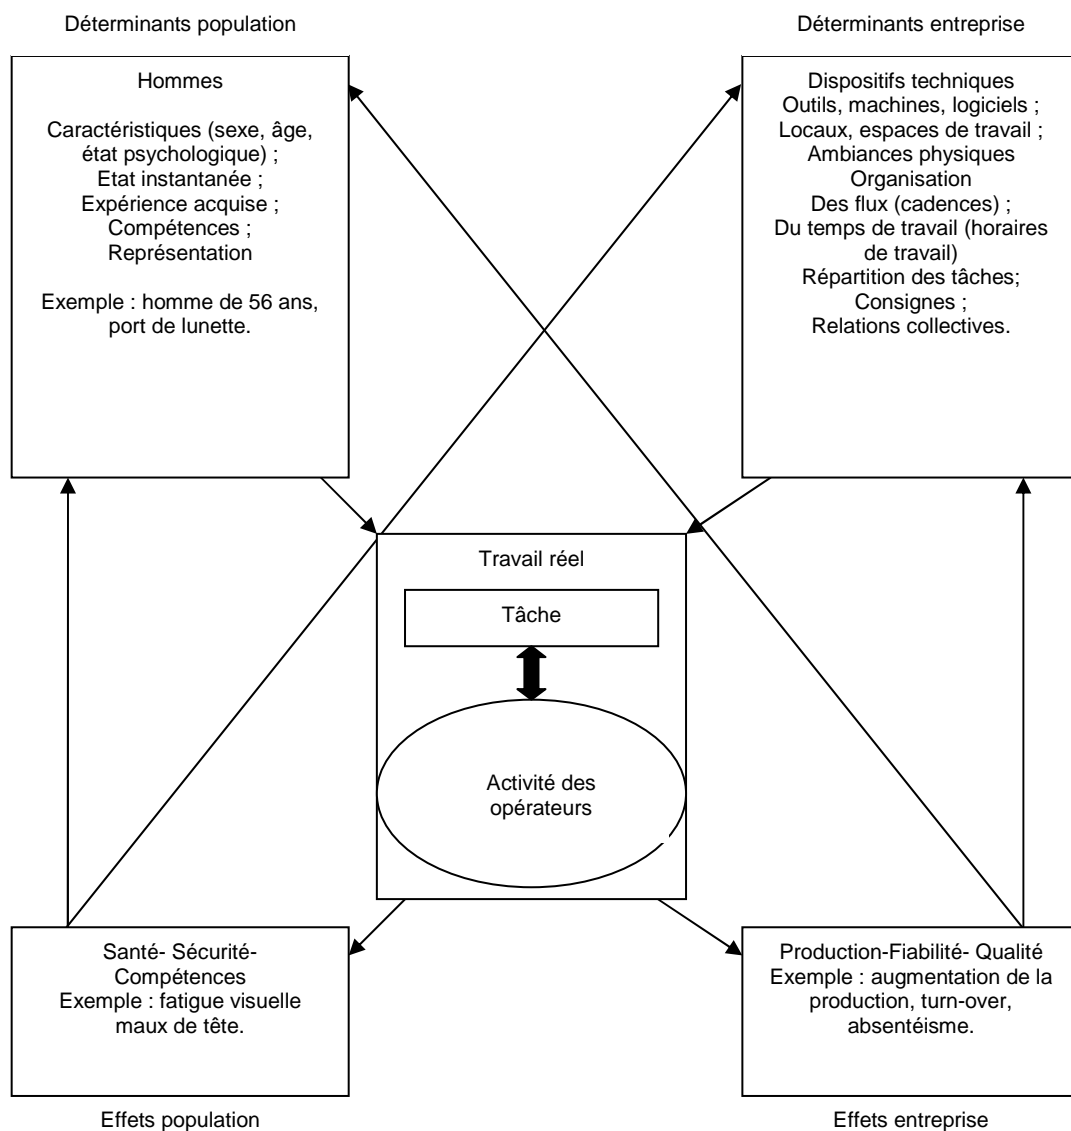 Déterminants population
Déterminants entreprise
Hommes
Caractéristiques (sexe, âge,
état psychologique) ;
Etat instantanée ;
Expérience acquise ;
Compétences ;
Représentation
Exemple : homme de 56 ans,
port de lunette.
Dispositifs techniques
Outils, machines, logiciels ;
Locaux, espaces de travail ;
Ambiances physiques
Organisation
Des flux (cadences) ;
Du temps de travail (horaires
de travail)
Répartition des tâches;
Consignes ;
Relations collectives.
Travail réel
Tâche
Activité des
opérateurs
Santé- Sécurité-
Compétences
Exemple : fatigue visuelle
maux de tête.
Production-Fiabilité- Qualité
Exemple : augmentation de la
production, turn-over,
absentéisme.
Effets population
Effets entreprise